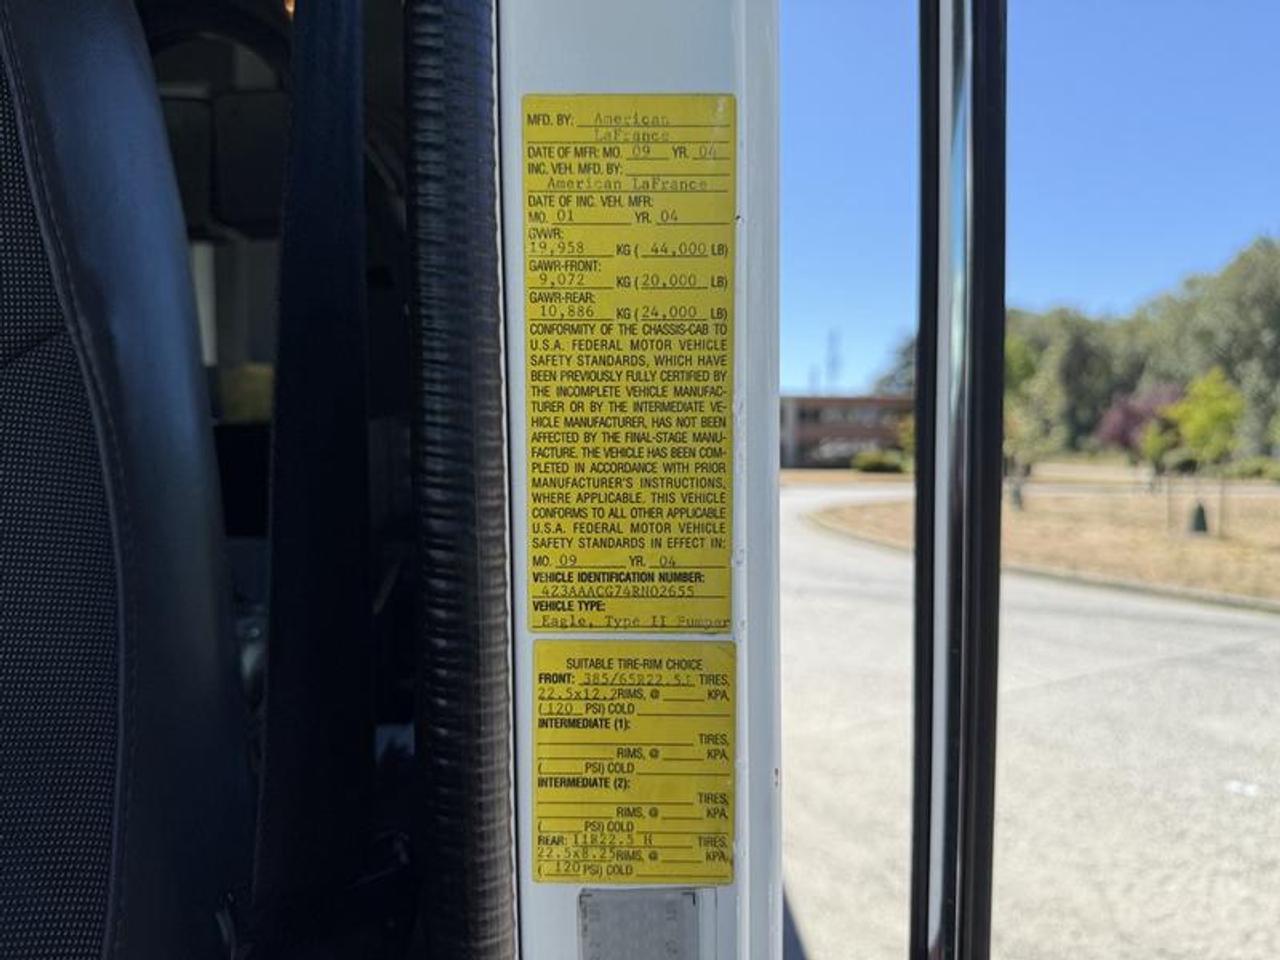 MFD. BY: American
LaFrance
DATE OF MFR: MO. 09 YR. 04
INC. VEH. MFD. BY:
American LaFrance
DATE OF INC. VEH. MFR:
MO. 01 YR. 04
GVWR:
19,958 KG ( 44,000 LB)
GAWR-FRONT:
9,072 KG ( 20,000 LB)
GAWR-REAR:
10,886 KG ( 24,000 LB)
CONFORMITY OF THE CHASSIS-CAB TO
U.S.A. FEDERAL MOTOR VEHICLE
SAFETY STANDARDS, WHICH HAVE
BEEN PREVIOUSLY FULLY CERTIFIED BY
THE INCOMPLETE VEHICLE MANUFAC-
TURER OR BY THE INTERMEDIATE VE-
HICLE MANUFACTURER, HAS NOT BEEN
AFFECTED BY THE FINAL-STAGE MANU-
FACTURE. THE VEHICLE HAS BEEN COM-
PLETED IN ACCORDANCE WITH PRIOR
MANUFACTURER'S INSTRUCTIONS,
WHERE APPLICABLE. THIS VEHICLE
CONFORMS TO ALL OTHER APPLICABLE
U.S.A. FEDERAL MOTOR VEHICLE
SAFETY STANDARDS IN EFFECT IN:
MO. 09 YR. 04
VEHICLE IDENTIFICATION NUMBER:
4Z3AAACG74RN02655
VEHICLE TYPE:
Eagle, Type II Pumper
SUITABLE TIRE-RIM CHOICE
FRONT: 385/65R22.5L TIRES,
22.5x12.2 RIMS, @ KPA,
( 120 PSI) COLD
INTERMEDIATE (1):
TIRES,
RIMS, @ KPA,
( PSI) COLD
INTERMEDIATE (2):
TIRES,
RIMS, @ KPA,
( PSI) COLD
REAR: 11R22.5 H TIRES,
22.5x8.25 RIMS, @ KPA,
( 120 PSI) COLD